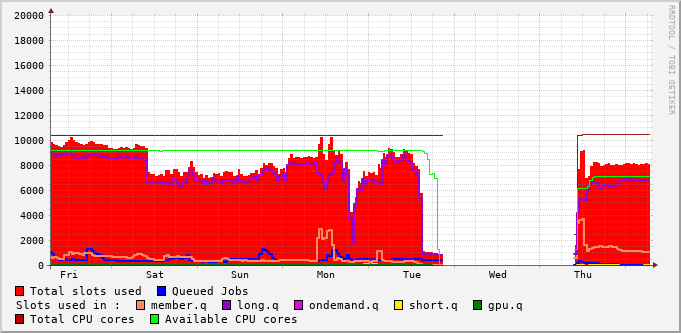 20000
18000
16000
14000
12000
10000
8000
6000
4000
2000
0
Fri Sat Sun Mon Tue Wed Thu
RRDTOOL / TOBI OETIKER
Total slots used Queued Jobs
Slots used in : member.q long.q ondemand.q short.q gpu.q
Total CPU cores Available CPU cores